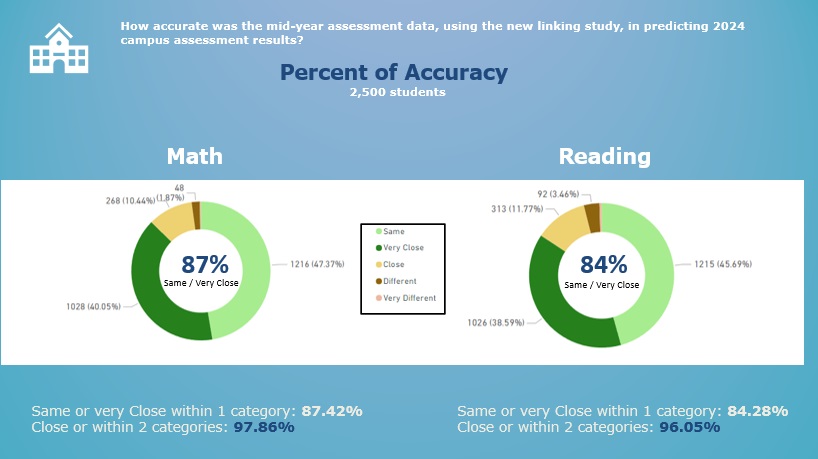 How accurate was the mid-year assessment data, using the new linking study, in predicting 2024
campus assessment results?
Percent of Accuracy
2,500 students
Math
Reading
48
(1.87%)
268 (10.44%)
87%
Same / Very Close
1216 (47.37%)
1028 (40.05%)
Same
Very Close
Close
Different
Very Different
92 (3.46%)
313 (11.77%)
84%
Same / Very Close
1215 (45.69%)
1026 (38.59%)
Same or very Close within 1 category: 87.42%
Close or within 2 categories: 97.86%
Same or very Close within 1 category: 84.28%
Close or within 2 categories: 96.05%